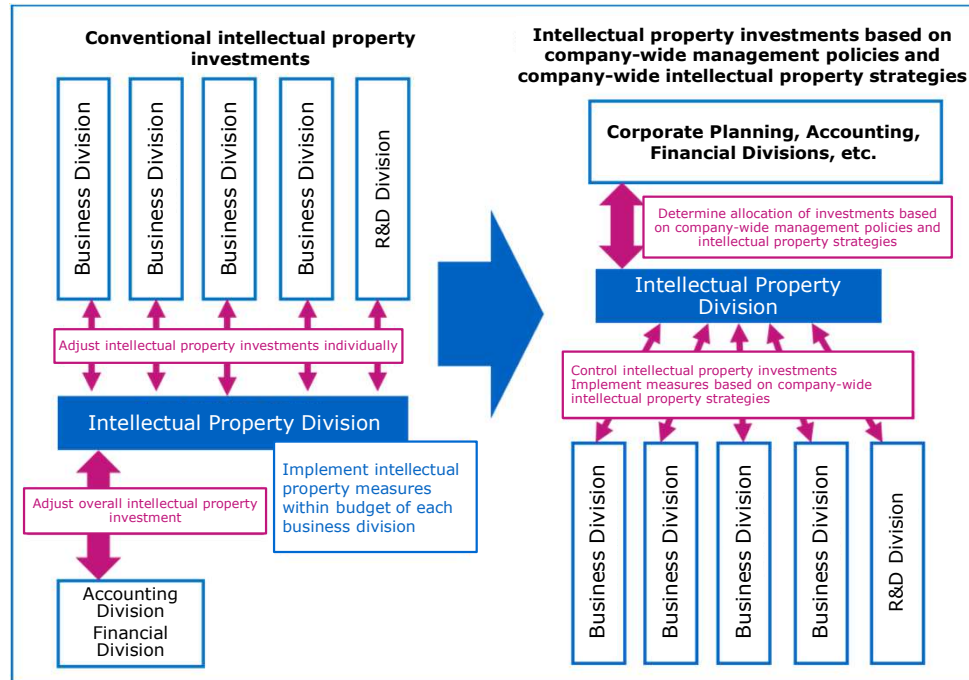 Conventional intellectual property
investments
Business Division
Business Division
Business Division
Business Division
R&D Division
Adjust intellectual property investments individually
Intellectual Property Division
Implement intellectual
property measures
within budget of each
business division
Adjust overall intellectual property
investment
Accounting
Division
Financial
Division
Intellectual property investments based on
company-wide management policies and
company-wide intellectual property strategies
Corporate Planning, Accounting,
Financial Divisions, etc.
Determine allocation of investments based
on company-wide management policies and
intellectual property strategies
Intellectual Property
Division
Control intellectual property investments
Implement measures based on company-wide
intellectual property strategies
Business Division
Business Division
Business Division
Business Division
R&D Division